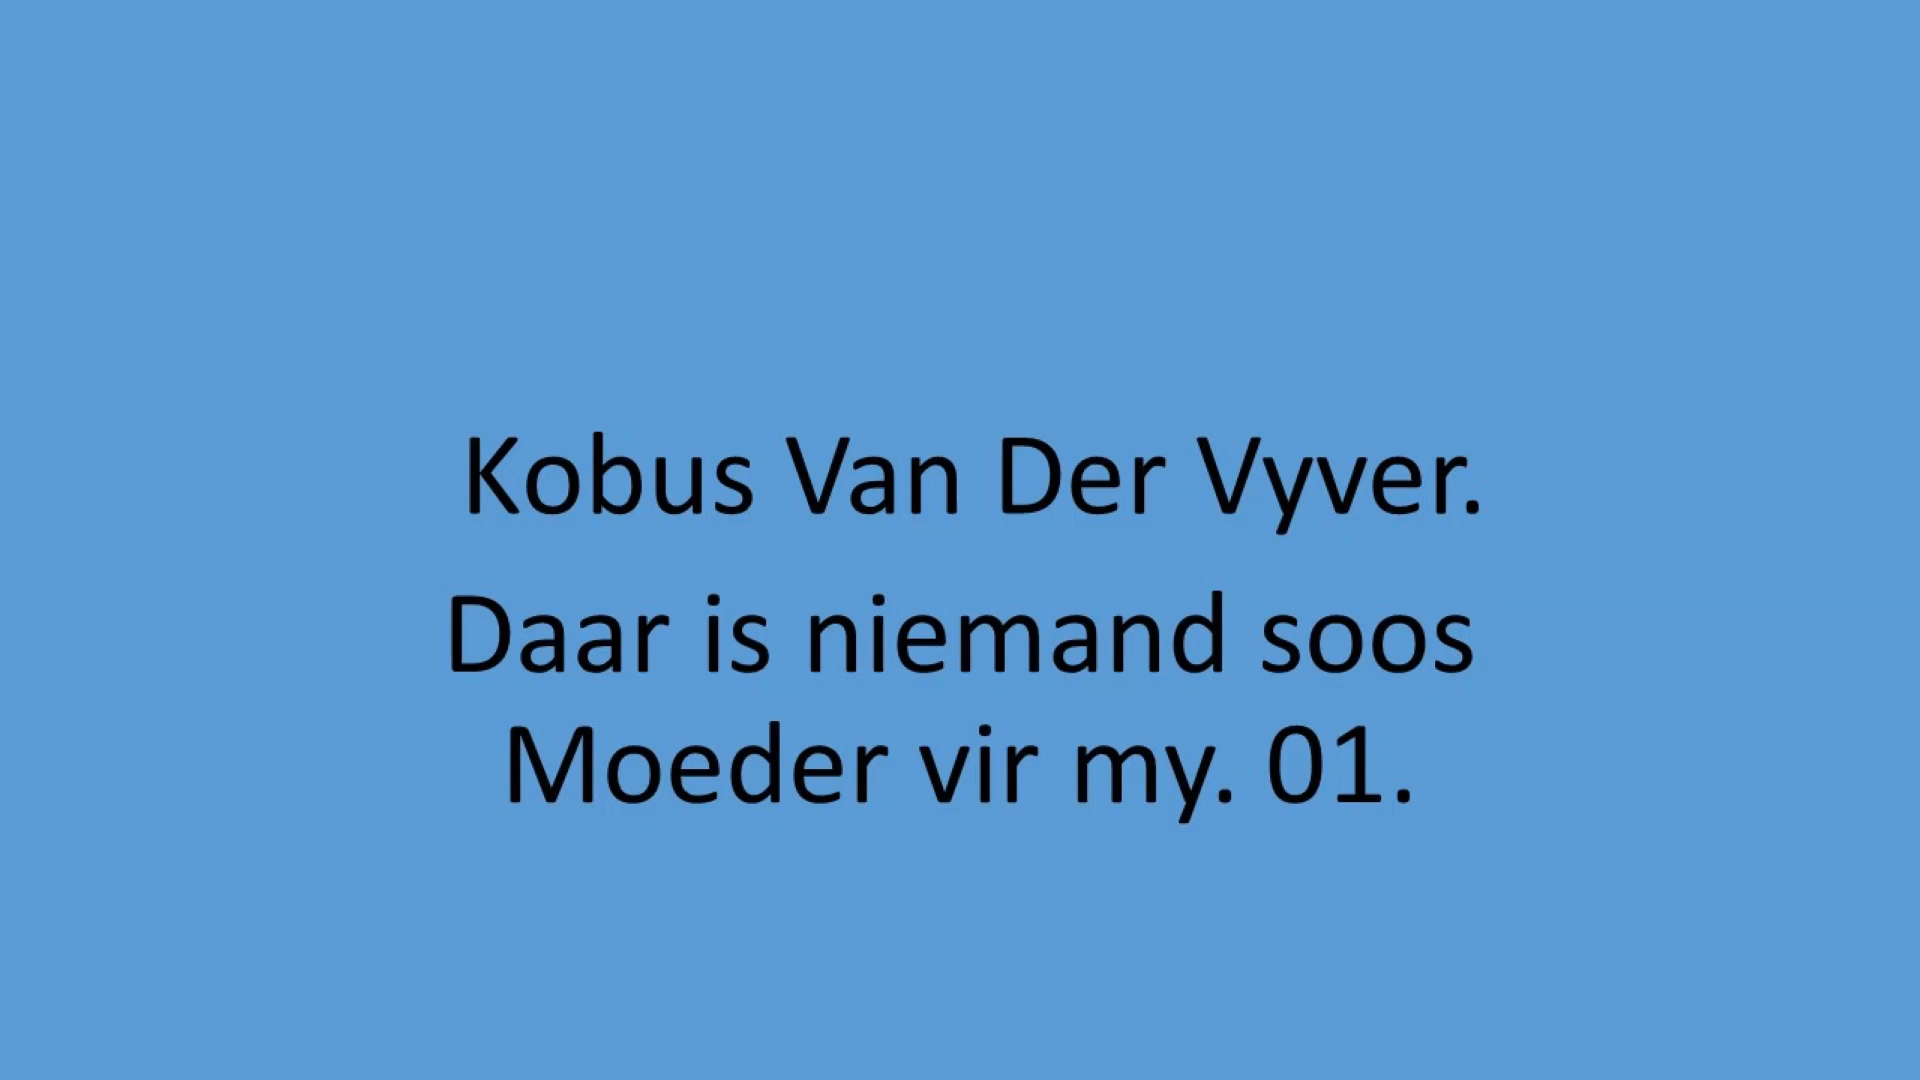 Kobus Van Der Vyver.
Daar is niemand soos
Moeder vir my. 01.